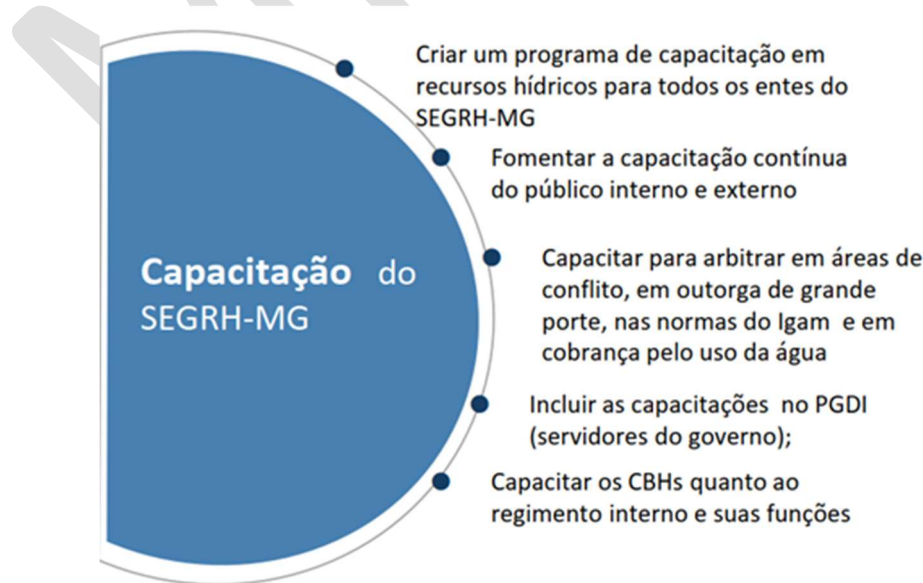 Criar um programa de capacitação em
recursos hídricos para todos os entes do
SEGRH-MG
Fomentar a capacitação contínua
do público interno e externo
Capacitação do
SEGRH-MG
Capacitar para arbitrar em áreas de
conflito, em outorga de grande
porte, nas normas do Igam e em
cobrança pelo uso da água
Incluir as capacitações no PGDI
(servidores do governo);
Capacitar os CBHs quanto ao
regimento interno e suas funções